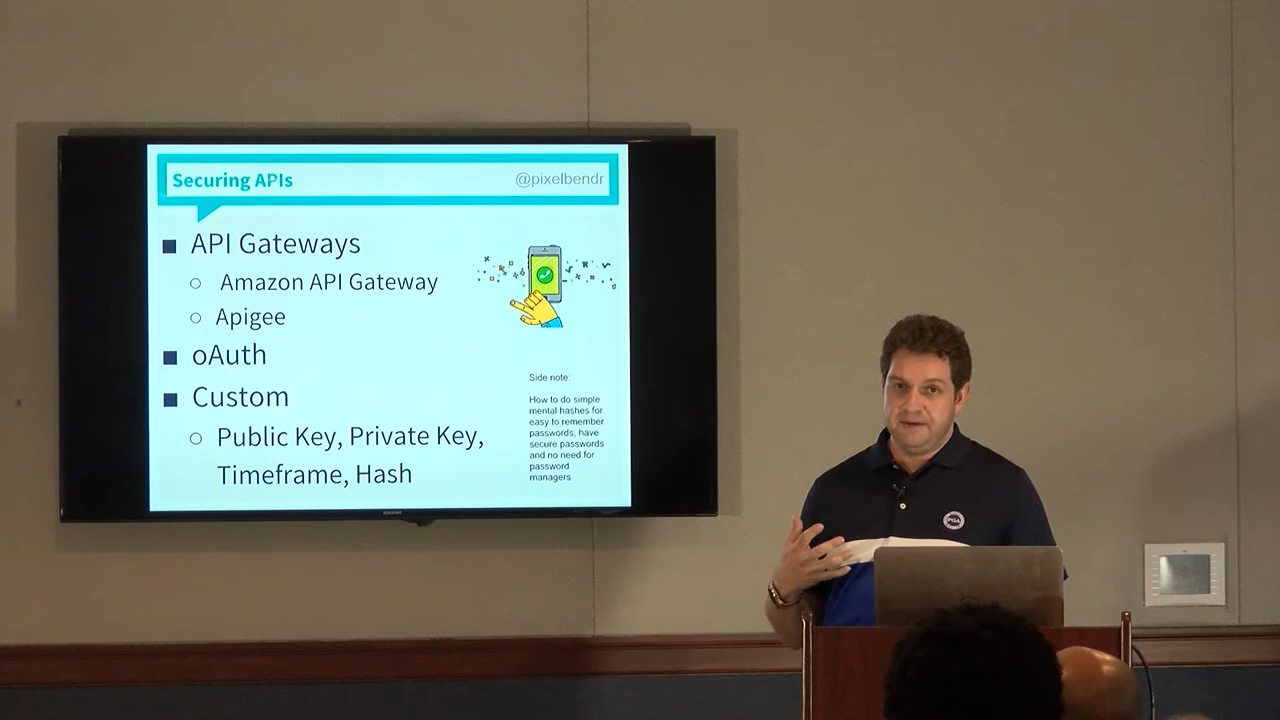 Securing APIs
@pixelbendr
API Gateways
Amazon API Gateway
Apigee
oAuth
Custom
Public Key, Private Key,
Timeframe, Hash
Side note:
How to do simple
mental hashes for
easy to remember
passwords, have
secure passwords
and no need for
password
managers
PGA